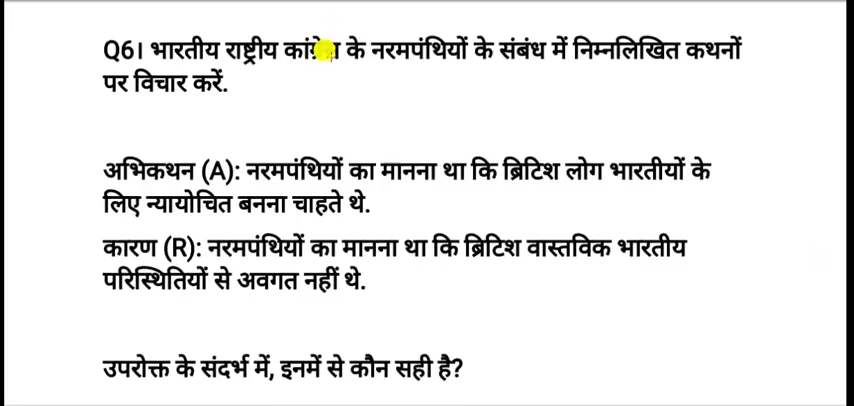 Q6। भारतीय राष्ट्रीय कांग्रेस के नरमपंथियों के संबंध में निम्नलिखित कथनों
पर विचार करें.
अभिकथन (A): नरमपंथियों का मानना था कि ब्रिटिश लोग भारतीयों के
लिए न्यायोचित बनना चाहते थे.
कारण (R): नरमपंथियों का मानना था कि ब्रिटिश वास्तविक भारतीय
परिस्थितियों से अवगत नहीं थे.
उपरोक्त के संदर्भ में, इनमें से कौन सही है?